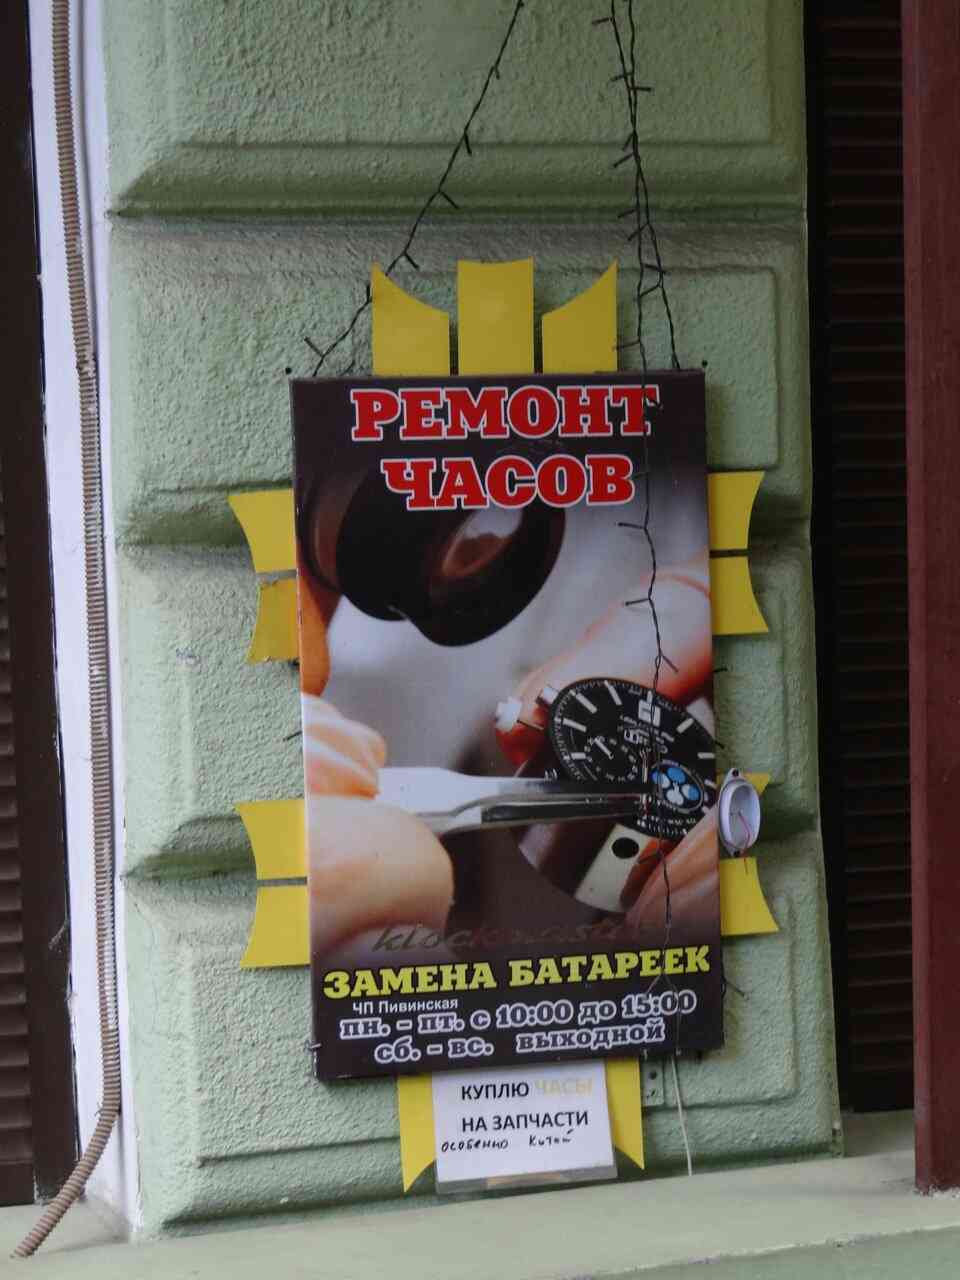 РЕМОНТ
ЧАСОВ
ЗАМЕНА БАТАРЕЕК
ЧП Пивинская
пн. - пт. с 10:00 до 15:00
сб. - вс. выходной
КУПЛЮ ЧАСЫ
НА ЗАПЧАСТИ
особенно Китай